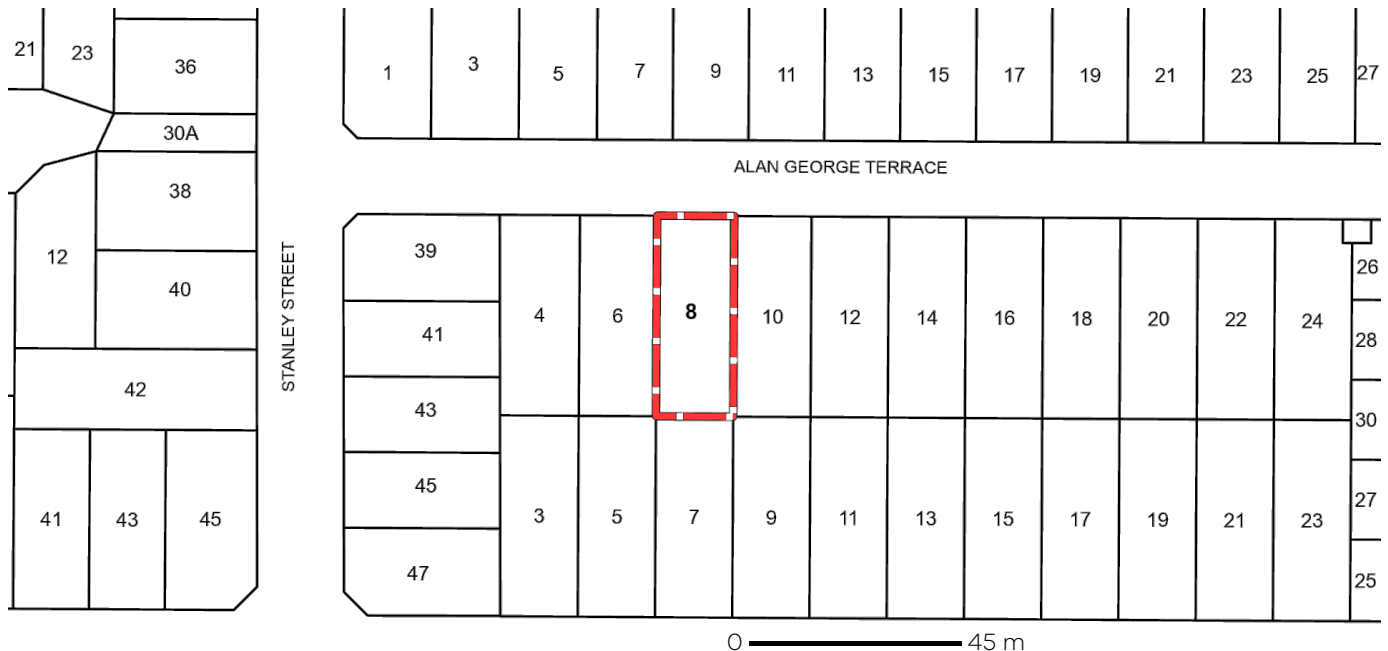 21 23 36 1 3 5 7 9 11 13 15 17 19 21 23 25 27
30A
ALAN GEORGE TERRACE
38
12
40
STANLEY STREET
39
41
4 6 8 10 12 14 16 18 20 22 24
26
28
42
43
30
45
41 43 45
3 5 7 9 11 13 15 17 19 21 23
27
47
25
0 45 m